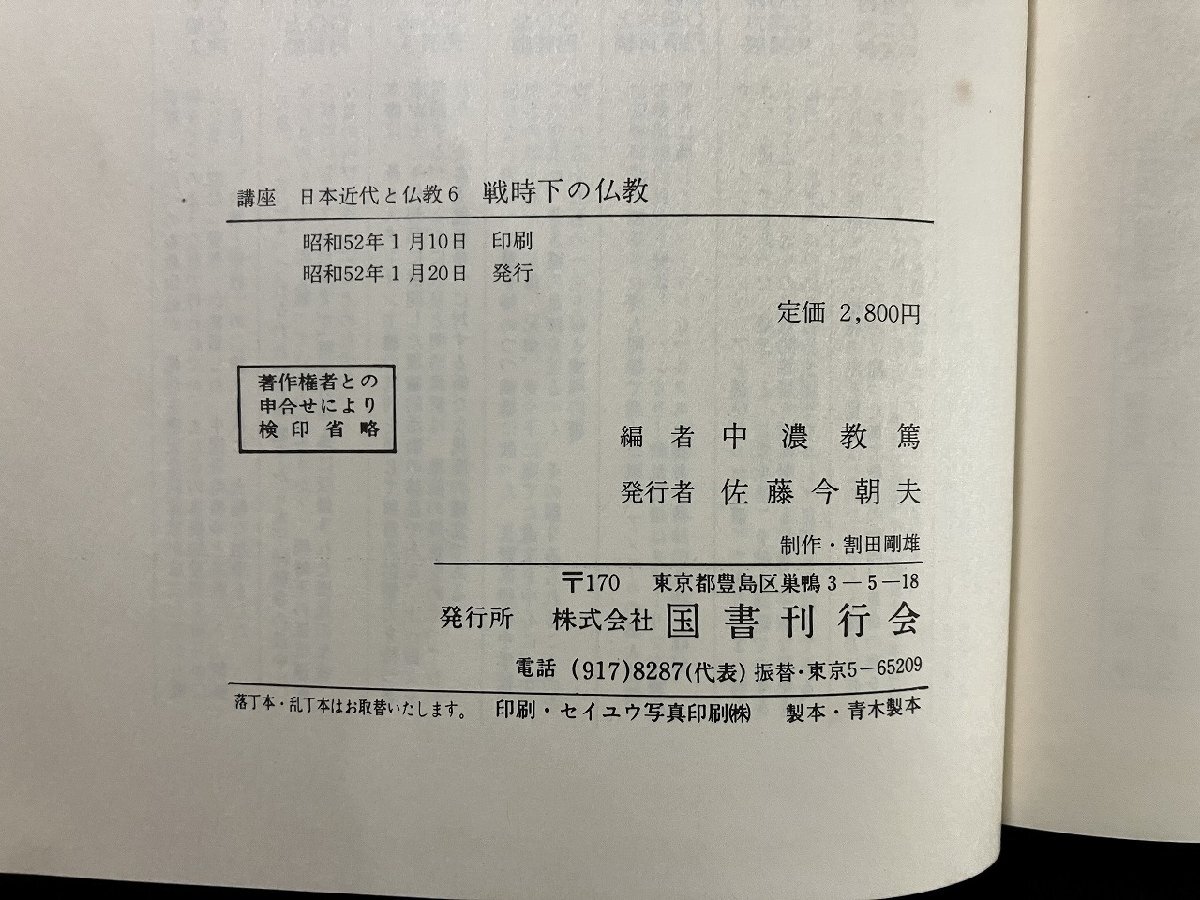 講座 日本近代と仏教6 戦時下の仏教
昭和52年1月10日 印刷
昭和52年1月20日 発行
定価 2,800円
著作権者との
申合せにより
検印省略
編者 中濃教篤
発行者 佐藤今朝夫
制作・割田剛雄
〒170 東京都豊島区巣鴨3-5-18
発行所 株式会社 国書刊行会
電話 (917)8287(代表) 振替・東京5-65209
落丁本・乱丁本はお取替いたします。 印刷・セイユウ写真印刷㈱ 製本・青木製本